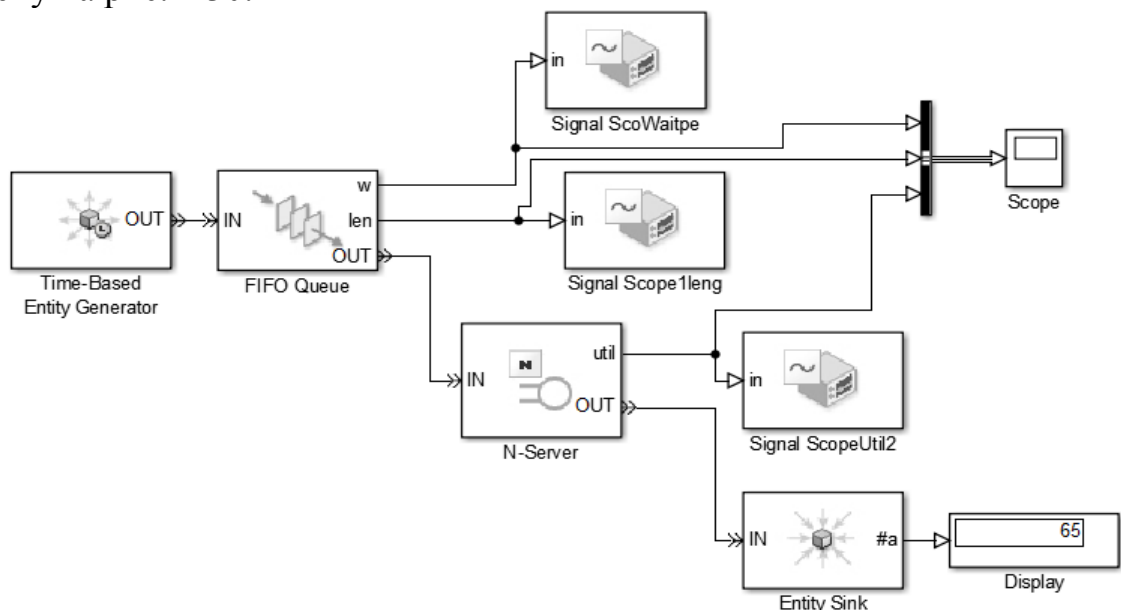 in
Signal ScoWaitpe
w
len
OUT
IN
OUT
in
Scope
Time-Based
Entity Generator
FIFO Queue
Signal Scope1leng
N
IN
util
OUT
in
N-Server
Signal ScopeUtil2
IN
#a
65
Display
Entity Sink